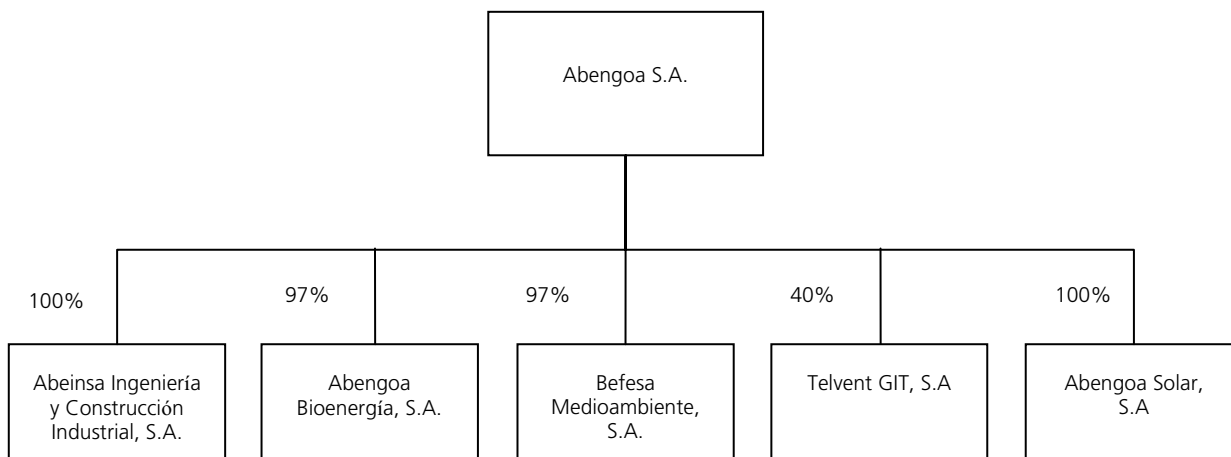 Abengoa S.A.
100%
97%
97%
40%
100%
Abeinsa Ingeniería
y Construcción
Industrial, S.A.
Abengoa
Bioenergía, S.A.
Befesa
Medioambiente,
S.A.
Telvent GIT, S.A
Abengoa Solar,
S.A